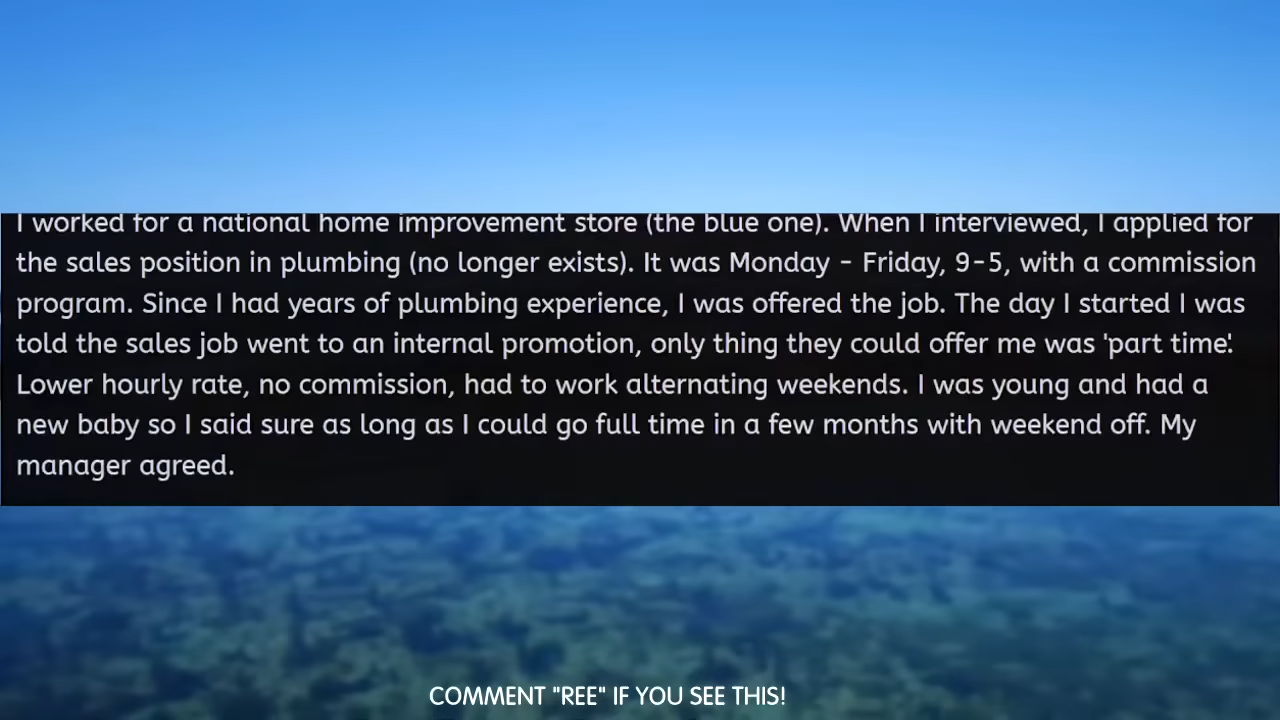 I worked for a national home improvement store (the blue one). When I interviewed, I applied for
the sales position in plumbing (no longer exists). It was Monday - Friday, 9-5, with a commission
program. Since I had years of plumbing experience, I was offered the job. The day I started I was
told the sales job went to an internal promotion, only thing they could offer me was 'part time'.
Lower hourly rate, no commission, had to work alternating weekends. I was young and had a
new baby so I said sure as long as I could go full time in a few months with weekend off. My
manager agreed.
COMMENT "REE" IF YOU SEE THIS!